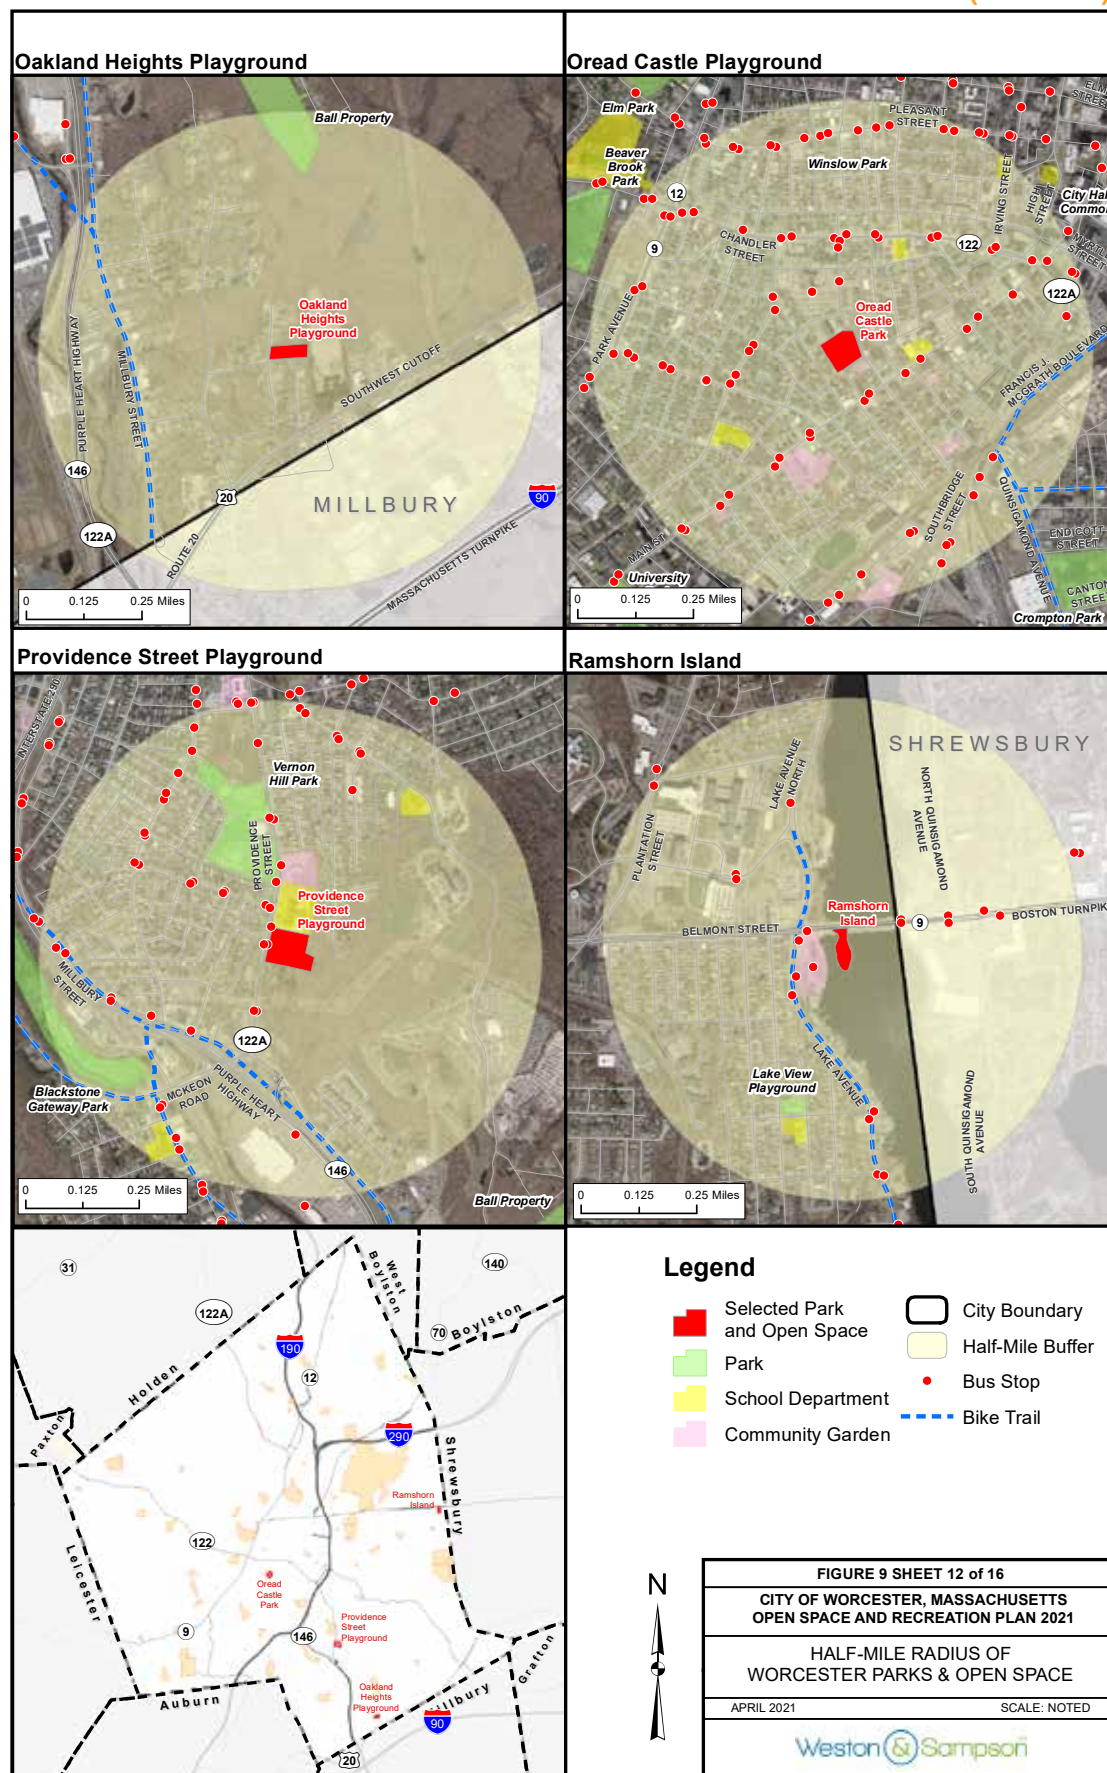 Oakland Heights Playground
Ball Property
Oakland
Heights
Playground
PURPLE HEART HIGHWAY
MILLBURY STREET
SOUTHWEST CUTOFF
146
20
MILLBURY
90
122A
ROUTE 20
MASSACHUSETTS TURNPIKE
0 0.125 0.25 Miles
Oread Castle Playground
Elm Park
PLEASANT
STREET
STREET
Beaver
Brook
Park
Winslow Park
12
IRVING STREET
HIGH
STREET
City Hal
Common
9
CHANDLER
STREET
122
MYRTLE
STREET
122A
PARK AVENUE
Oread
Castle
Park
FRANCIS J.
MCGRATH BOULEVARD
SOUTHBRIDGE
STREET
QUINSIGAMOND AVENUE
ENDICOTT
STREET
MAIN ST
University
CANTON
STREE
Crompton Park
0 0.125 0.25 Miles
Providence Street Playground
INTERSTATE 290
Vernon
Hill Park
PROVIDENCE
STREET
Providence
Street
Playground
MILLBURY
STREET
122A
PURPLE HEART
HIGHWAY
MCKEON
ROAD
Blackstone
Gateway Park
146
0 0.125 0.25 Miles
Ball Property
Ramshorn Island
SHREWSBURY
LAKE AVENUE
NORTH
NORTH QUINSIGAMOND
AVENUE
PLANTATION
STREET
Ramshorn
Island
BELMONT STREET
9
BOSTON TURNPIK
LAKE AVENUE
Lake View
Playground
SOUTH QUINSIGAMOND
AVENUE
0 0.125 0.25 Miles
31
140
122A
West
Boylston
190
70
Boylston
12
Holden
Paxton
290
Shrewsbury
Ramshorn
Island
122
Leicester
Oread
Castle
Park
Providence
Street
Playground
9
146
Grafton
Auburn
Oakland
Heights
Playground
Millbury
90
20
Legend
Selected Park
and Open Space
Park
School Department
Community Garden
City Boundary
Half-Mile Buffer
Bus Stop
Bike Trail
N
FIGURE 9 SHEET 12 of 16
CITY OF WORCESTER, MASSACHUSETTS
OPEN SPACE AND RECREATION PLAN 2021
HALF-MILE RADIUS OF
WORCESTER PARKS & OPEN SPACE
APRIL 2021 SCALE: NOTED
Weston & Sampson